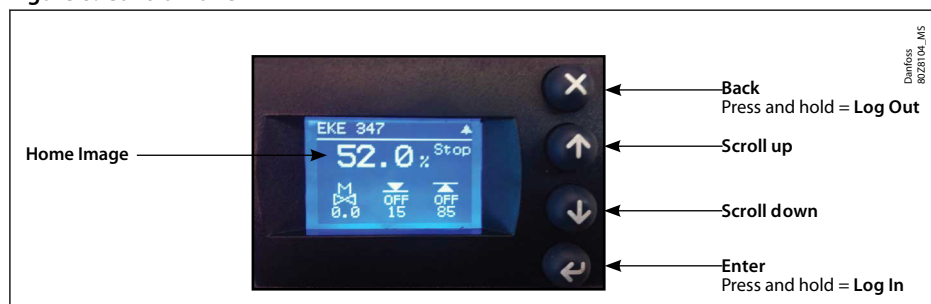 Danfoss
80Z8104_MS
Back
Press and hold = Log Out
EKE 347
Home Image
52.0 % Stop
Scroll up
M
OFF OFF
0.0 15 85
Scroll down
Enter
Press and hold = Log In